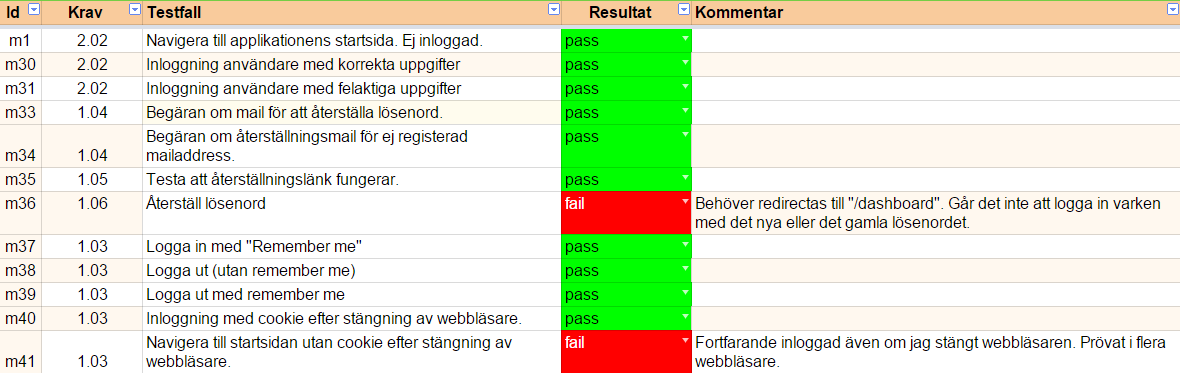 Id Krav Testfall Resultat Kommentar
m1 2.02 Navigera till applikationens startsida. Ej inloggad. pass
m30 2.02 Inloggning användare med korrekta uppgifter pass
m31 2.02 Inloggning användare med felaktiga uppgifter pass
m33 1.04 Begäran om mail för att återställa lösenord. pass
Begäran om återställningsmail för ej registerad pass
m34 1.04 mailaddress.
m35 1.05 Testa att återställningslänk fungerar. pass
m36 1.06 Återställ lösenord fail Behöver redirectas till "/dashboard". Går det inte att logga in varken
med det nya eller det gamla lösenordet.
m37 1.03 Logga in med "Remember me" pass
m38 1.03 Logga ut (utan remember me) pass
m39 1.03 Logga ut med remember me pass
m40 1.03 Inloggning med cookie efter stängning av webbläsare. pass
Navigera till startsidan utan cookie efter stängning av fail Fortfarande inloggad även om jag stängt webbläsaren. Prövat i flera
m41 1.03 webbläsare. webbläsare.